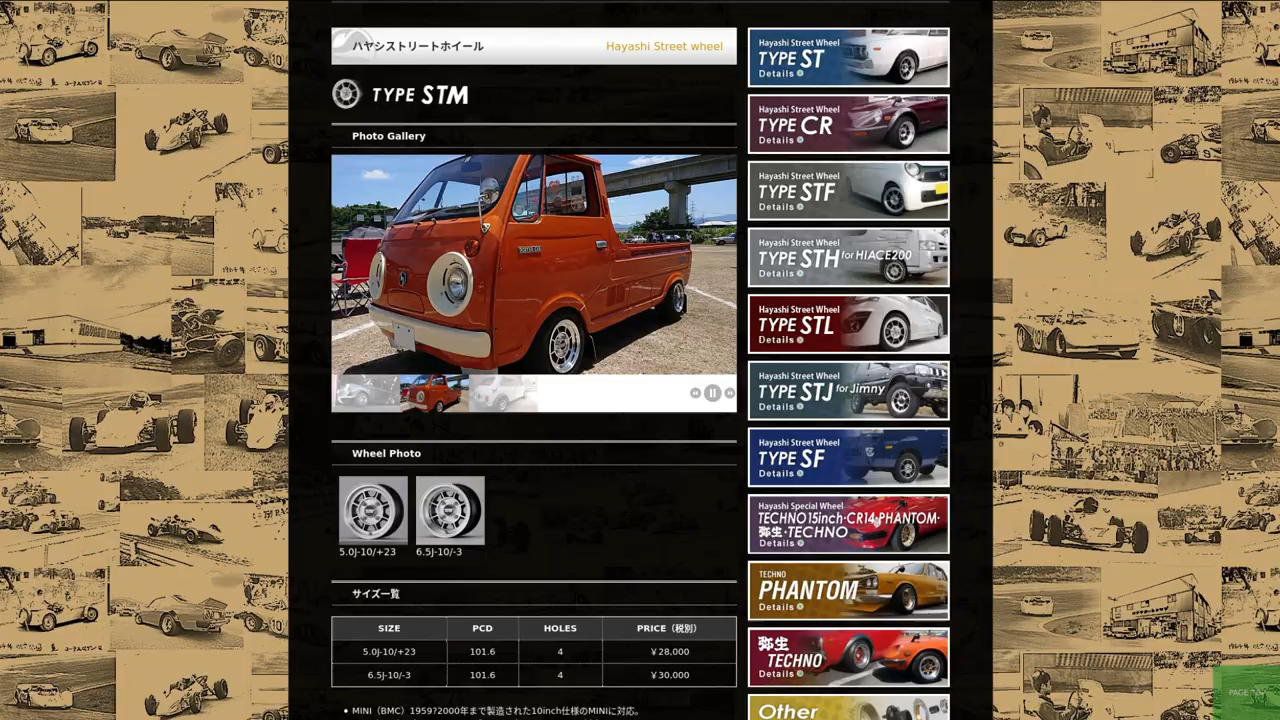 ハヤシストリートホイール
Hayashi Street wheel
TYPE STM
Photo Gallery
Wheel Photo
5.0J-10/+23
6.5J-10/-3
サイズ一覧
SIZE PCD HOLES PRICE（税別）
5.0J-10/+23 101.6 4 ￥28,000
6.5J-10/-3 101.6 4 ￥30,000
• MINI（BMC）1959?2000年まで製造された10inch仕様のMINIに対応。
Hayashi Street Wheel
TYPE ST
Details
Hayashi Street Wheel
TYPE CR
Details
Hayashi Street Wheel
TYPE STF
Details
Hayashi Street Wheel
TYPE STH for HIACE200
Details
Hayashi Street Wheel
TYPE STL
Details
Hayashi Street Wheel
TYPE STJ for Jimny
Details
Hayashi Street Wheel
TYPE SF
Details
Hayashi Special Wheel
TECHNO15inch・CR14・PHANTOM・
弥生・TECHNO
Details
TECHNO
PHANTOM
Details
弥生
TECHNO
Details
Other
PAGE TOP